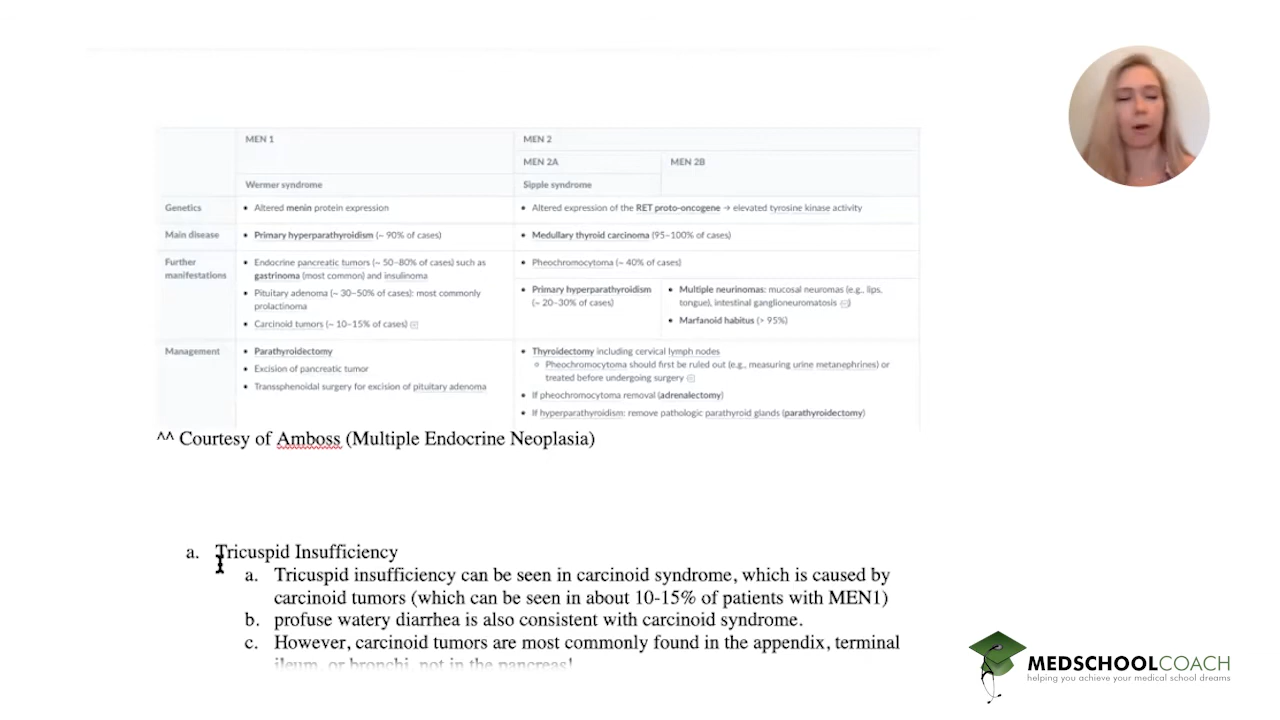 MEN 1
MEN 2
MEN 2A
MEN 2B
Wermer syndrome
Sipple syndrome
Genetics
• Altered menin protein expression
• Altered expression of the RET proto-oncogene → elevated tyrosine kinase activity
Main disease
• Primary hyperparathyroidism (~ 90% of cases)
• Medullary thyroid carcinoma (95–100% of cases)
Further
manifestations
• Endocrine pancreatic tumors (~ 50–80% of cases) such as
gastrinoma (most common) and insulinoma
• Pituitary adenoma (~ 30–50% of cases): most commonly
prolactinoma
• Carcinoid tumors (~ 10–15% of cases)
• Pheochromocytoma (~ 40% of cases)
• Primary hyperparathyroidism
(~ 20–30% of cases)
• Multiple neurinomas: mucosal neuromas (e.g., lips,
tongue), intestinal ganglioneuromatosis
• Marfanoid habitus (> 95%)
Management
• Parathyroidectomy
• Excision of pancreatic tumor
• Transsphenoidal surgery for excision of pituitary adenoma
• Thyroidectomy including cervical lymph nodes
Pheochromocytoma should first be ruled out (e.g., measuring urine metanephrines) or
treated before undergoing surgery
• If pheochromocytoma removal (adrenalectomy)
• If hyperparathyroidism: remove pathologic parathyroid glands (parathyroidectomy)
^^ Courtesy of Amboss (Multiple Endocrine Neoplasia)
a. Tricuspid Insufficiency
a. Tricuspid insufficiency can be seen in carcinoid syndrome, which is caused by
carcinoid tumors (which can be seen in about 10-15% of patients with MEN1)
b. profuse watery diarrhea is also consistent with carcinoid syndrome.
c. However, carcinoid tumors are most commonly found in the appendix, terminal
ileum, or bronchi, not in the pancreas!
MEDSCHOOLCOACH
helping you achieve your medical school dreams